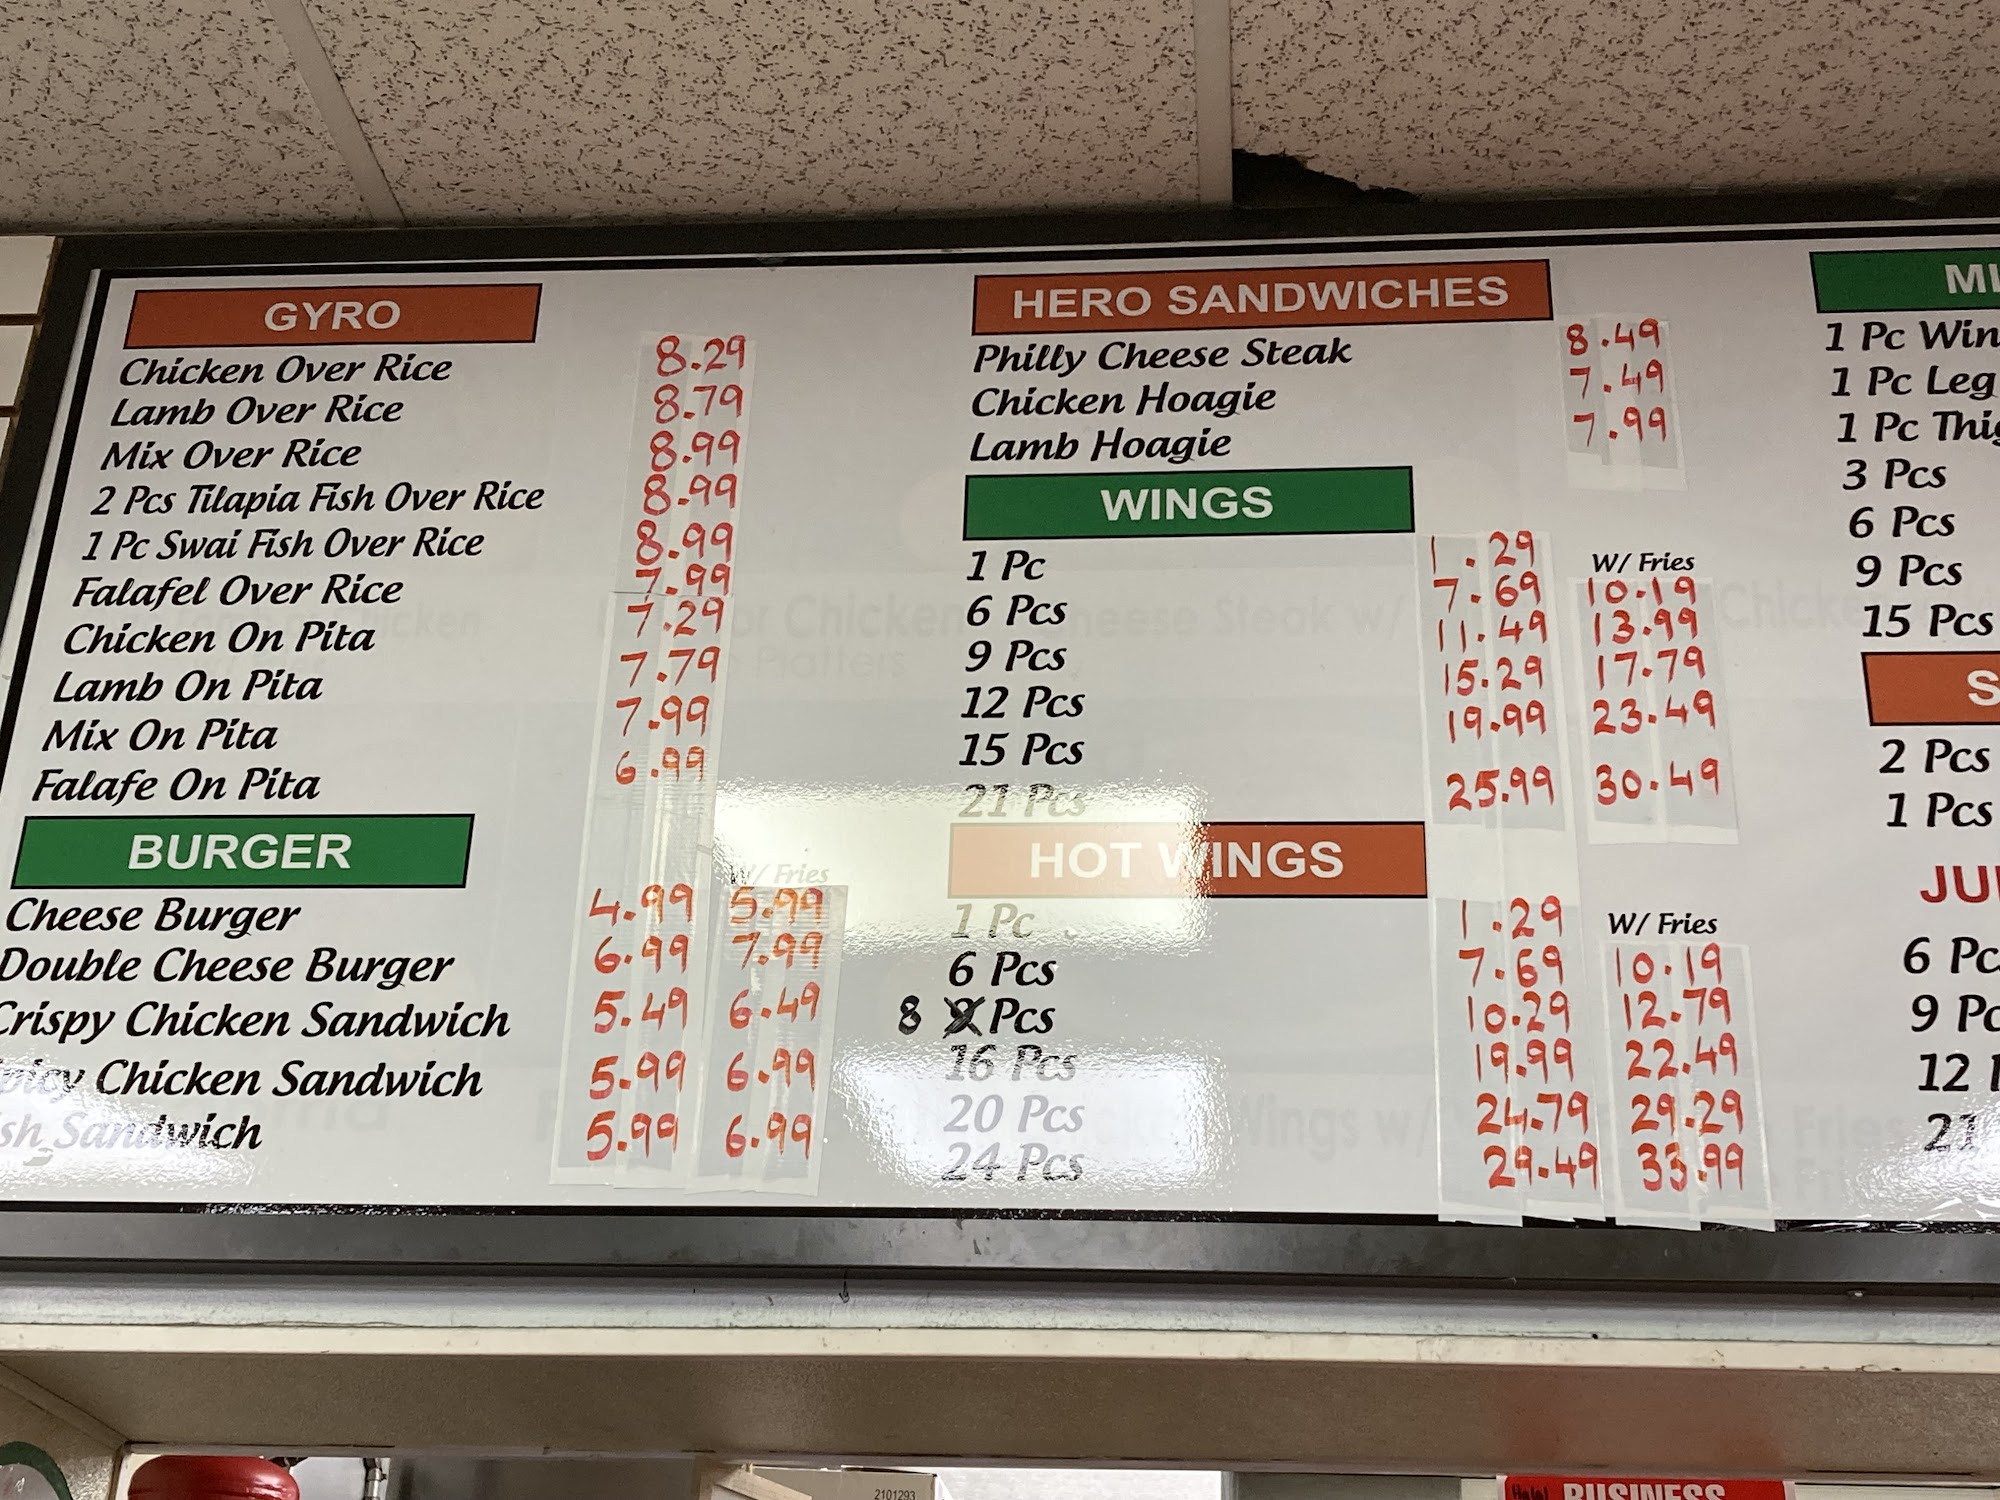 GYRO
Chicken Over Rice 8.29
Lamb Over Rice 8.79
Mix Over Rice 8.99
2 Pcs Tilapia Fish Over Rice 8.99
1 Pc Swai Fish Over Rice 8.99
Falafel Over Rice 7.99
Chicken On Pita 7.29
Lamb On Pita 7.79
Mix On Pita 7.99
Falafe On Pita 6.99
BURGER
W/ Fries
Cheese Burger 4.99 5.99
Double Cheese Burger 6.99 7.99
Crispy Chicken Sandwich 5.49 6.49
Chicken Sandwich 5.99 6.99
Sandwich 5.99 6.99
HERO SANDWICHES
Philly Cheese Steak 8.49
Chicken Hoagie 7.49
Lamb Hoagie 7.99
WINGS
W/ Fries
1 Pc 1.29
6 Pcs 7.69 10.19
9 Pcs 11.49 13.99
12 Pcs 15.29 17.79
15 Pcs 19.99 23.49
21 Pcs 25.99 30.49
HOT WINGS
1 Pc 1.29 W/ Fries
6 Pcs 7.69 10.19
8 Pcs 10.29 12.79
16 Pcs 19.99 22.49
20 Pcs 24.79 29.29
24 Pcs 29.49 33.99
1 Pc
1 Pc Leg
1 Pc
3 Pcs
6 Pcs
9 Pcs
15 Pcs
2 Pcs
1 Pcs
6
9
12
21
2101293
BUSINESS